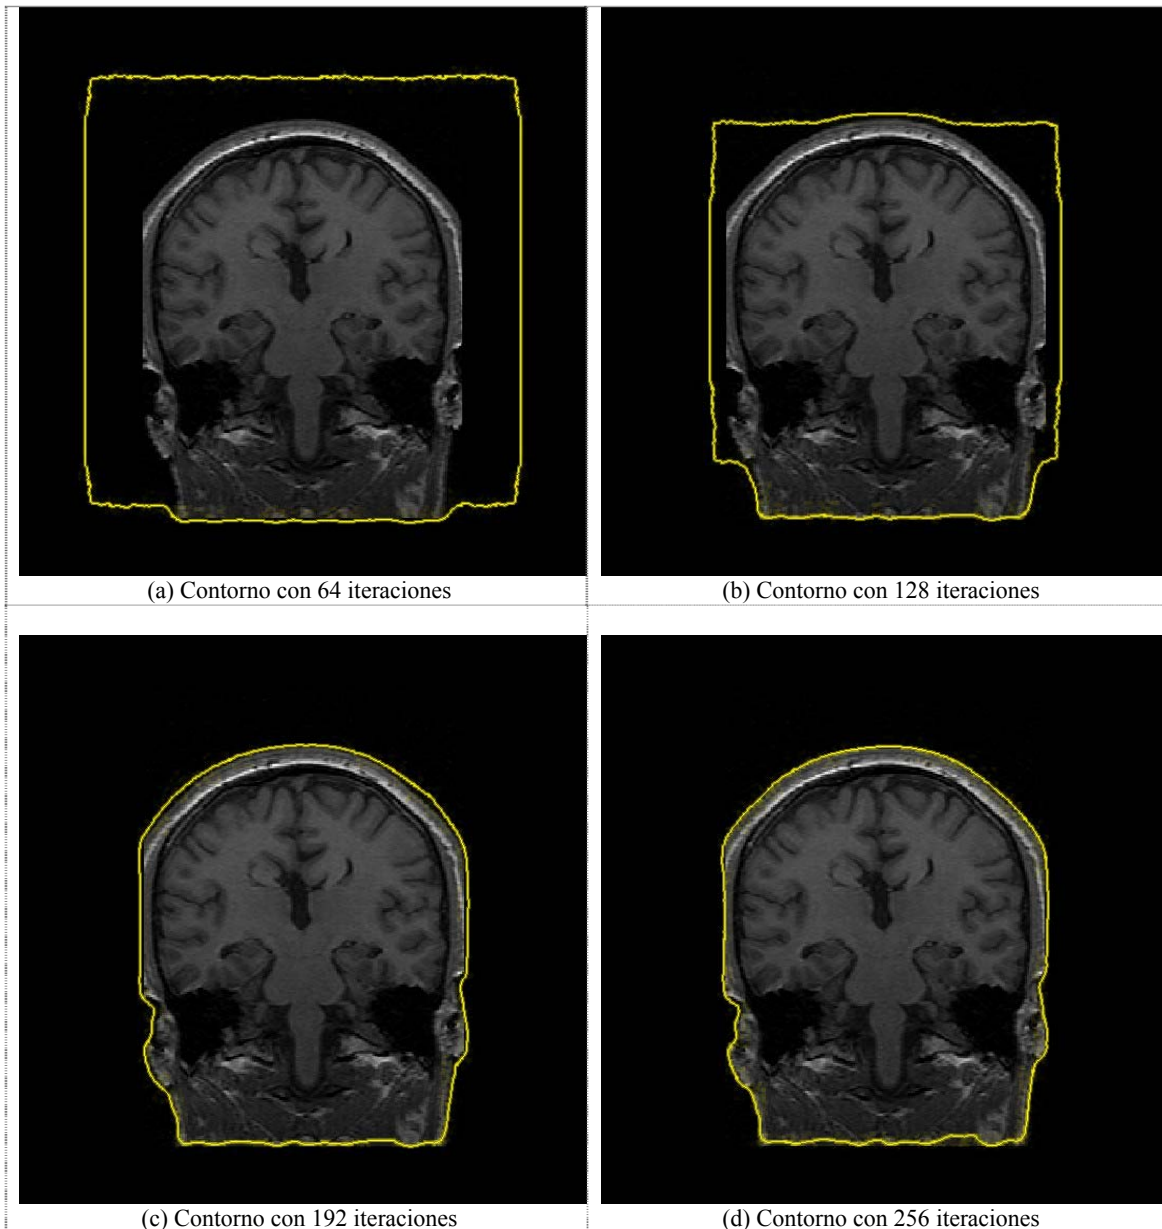 (a) Contorno con 64 iteraciones
(b) Contorno con 128 iteraciones
(c) Contorno con 192 iteraciones
(d) Contorno con 256 iteraciones